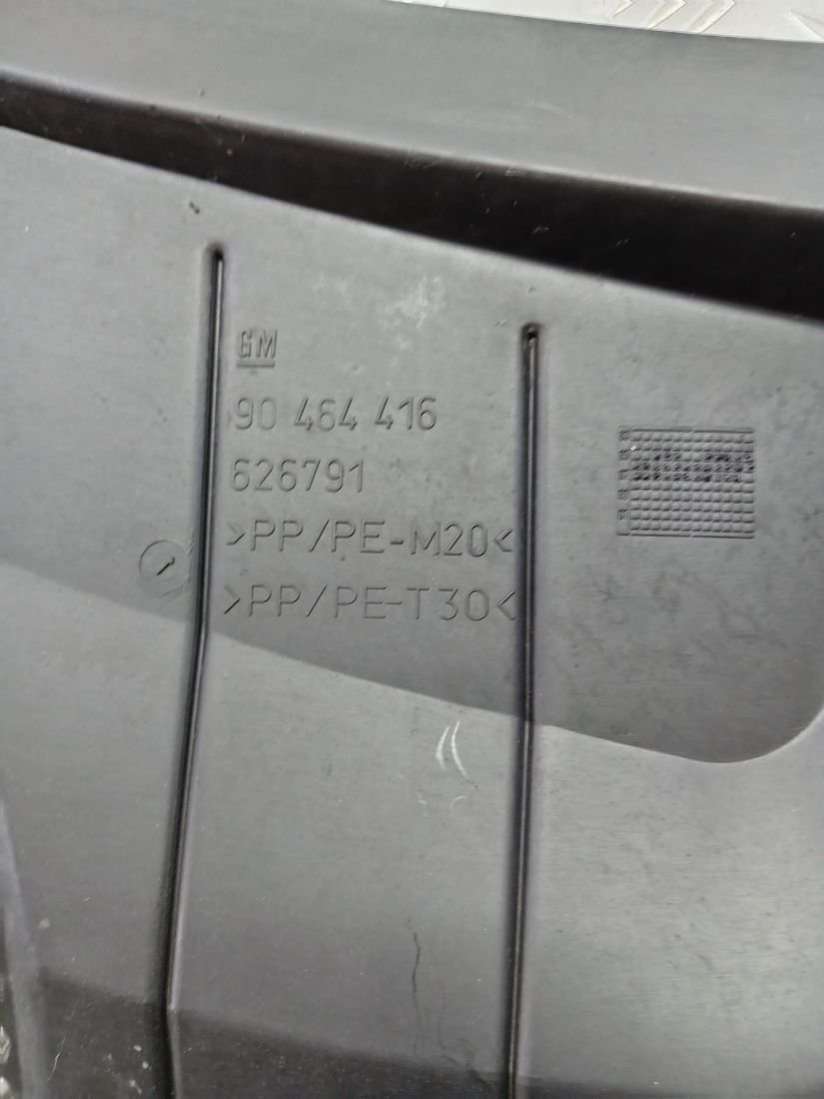 GM
90 464 416
626791
>PP/PE-M20<
>PP/PE-T30<